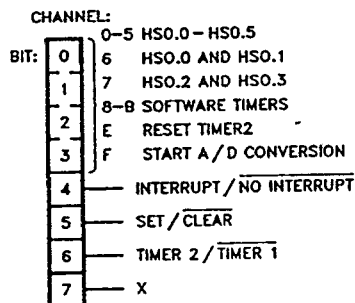 CHANNEL:
0-5 HSO.0 - HSO.5
BIT: 0 6 HSO.0 AND HSO.1
1 7 HSO.2 AND HSO.3
8-B SOFTWARE TIMERS
2 E RESET TIMER2
3 F START A/D CONVERSION
4 INTERRUPT/NO INTERRUPT
5 SET/CLEAR
6 TIMER 2/TIMER 1
7 X